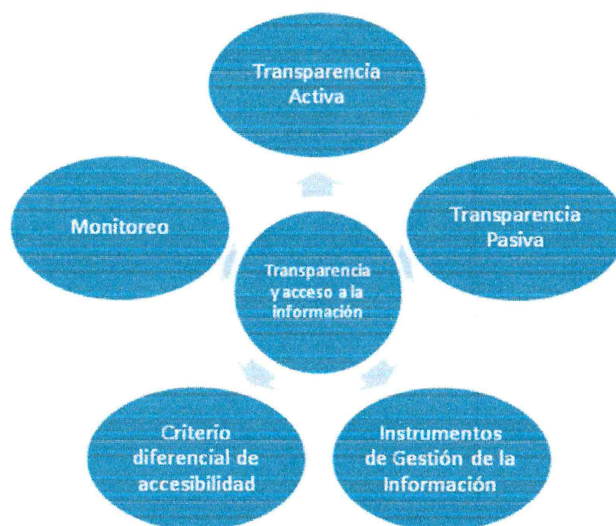 Transparencia
Activa
Monitoreo
Transparencia
Pasiva
Transparencia
y acceso a la
información
Criterio
diferencial de
accesibilidad
Instrumentos
de Gestión de la
Información